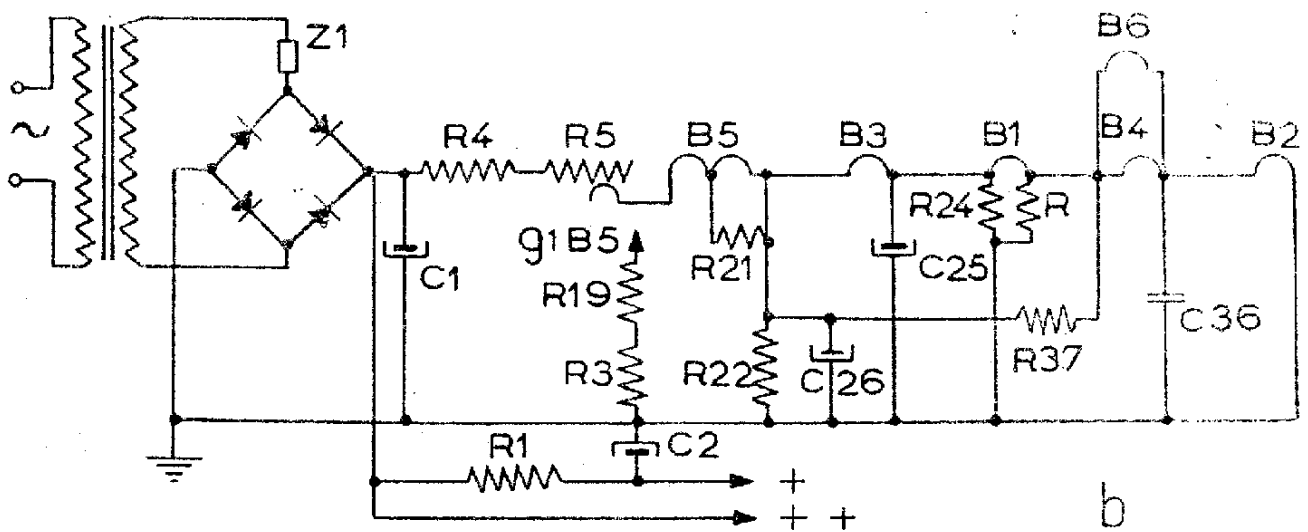 Z1
B6
R4
R5
B5
B3
B1
B4
B2
R24
R
g1B5
R21
C25
C1
R19
C36
R3
R22
C26
R37
R1
C2
+
+ +
b